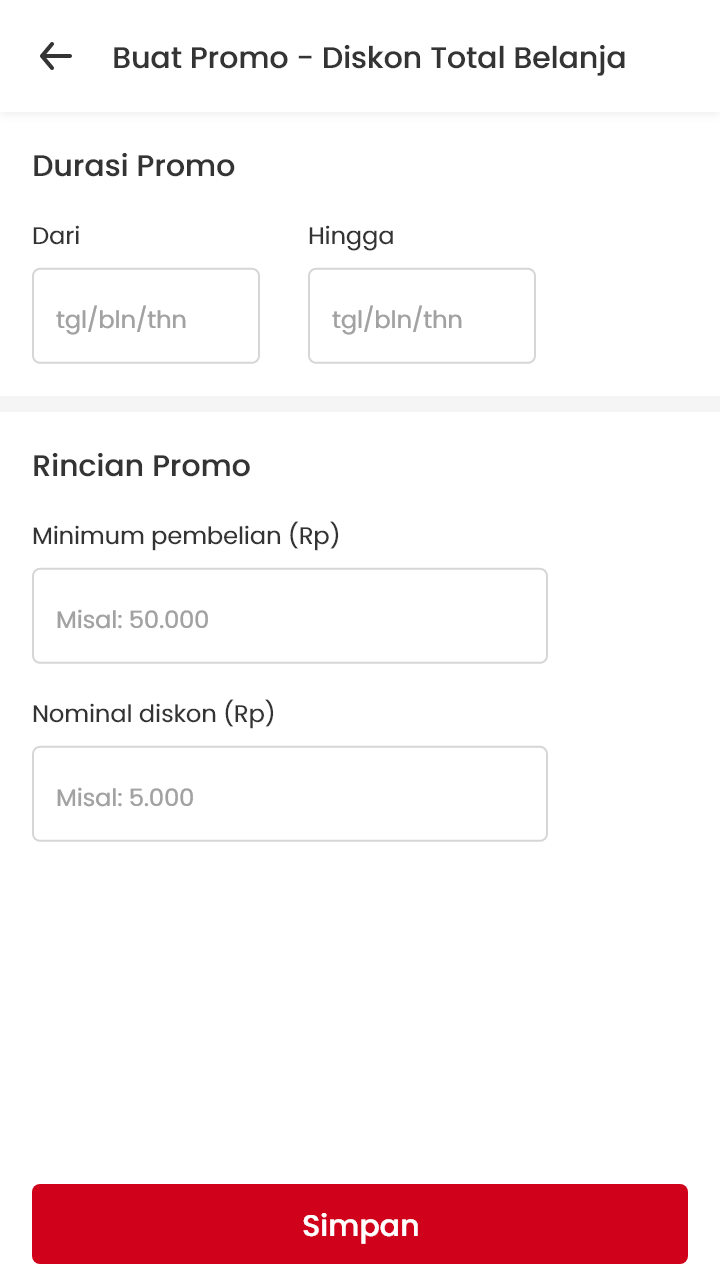 Buat Promo - Diskon Total Belanja
Durasi Promo
Dari
Hingga
tgl/bln/thn
tgl/bln/thn
Rincian Promo
Minimum pembelian (Rp)
Misal: 50.000
Nominal diskon (Rp)
Misal: 5.000
Simpan